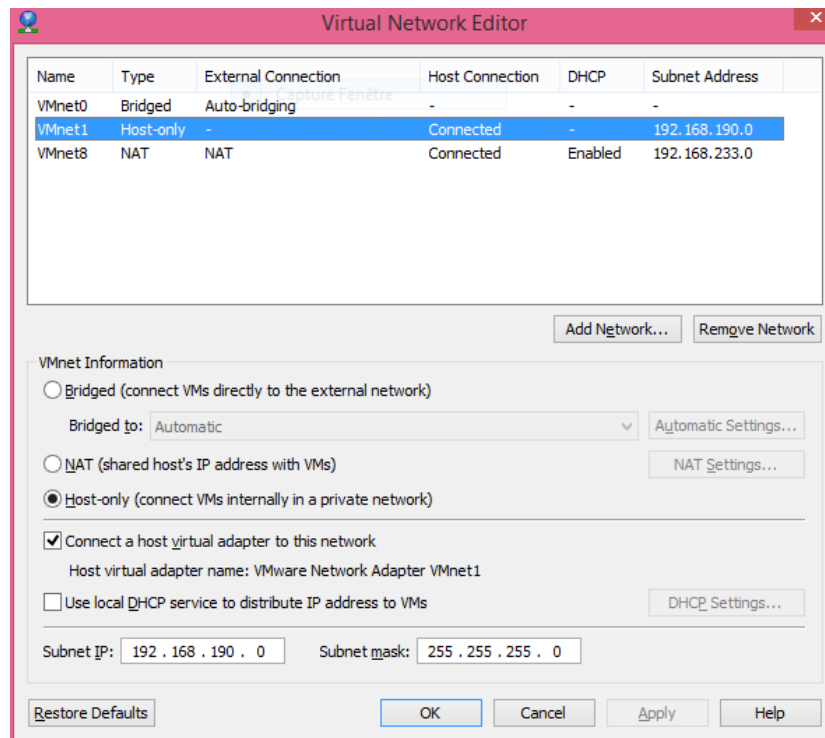 Virtual Network Editor
Name Type External Connection Host Connection DHCP Subnet Address
Capture Fenêtre
VMnet0 Bridged Auto-bridging - - -
VMnet1 Host-only - Connected - 192.168.190.0
VMnet8 NAT NAT Connected Enabled 192.168.233.0
Add Network... Remove Network
VMnet Information
Bridged (connect VMs directly to the external network)
Bridged to: Automatic Automatic Settings...
NAT (shared host's IP address with VMs) NAT Settings...
Host-only (connect VMs internally in a private network)
Connect a host virtual adapter to this network
Host virtual adapter name: VMware Network Adapter VMnet1
Use local DHCP service to distribute IP address to VMs DHCP Settings...
Subnet IP: 192 . 168 . 190 . 0 Subnet mask: 255 . 255 . 255 . 0
Restore Defaults OK Cancel Apply Help